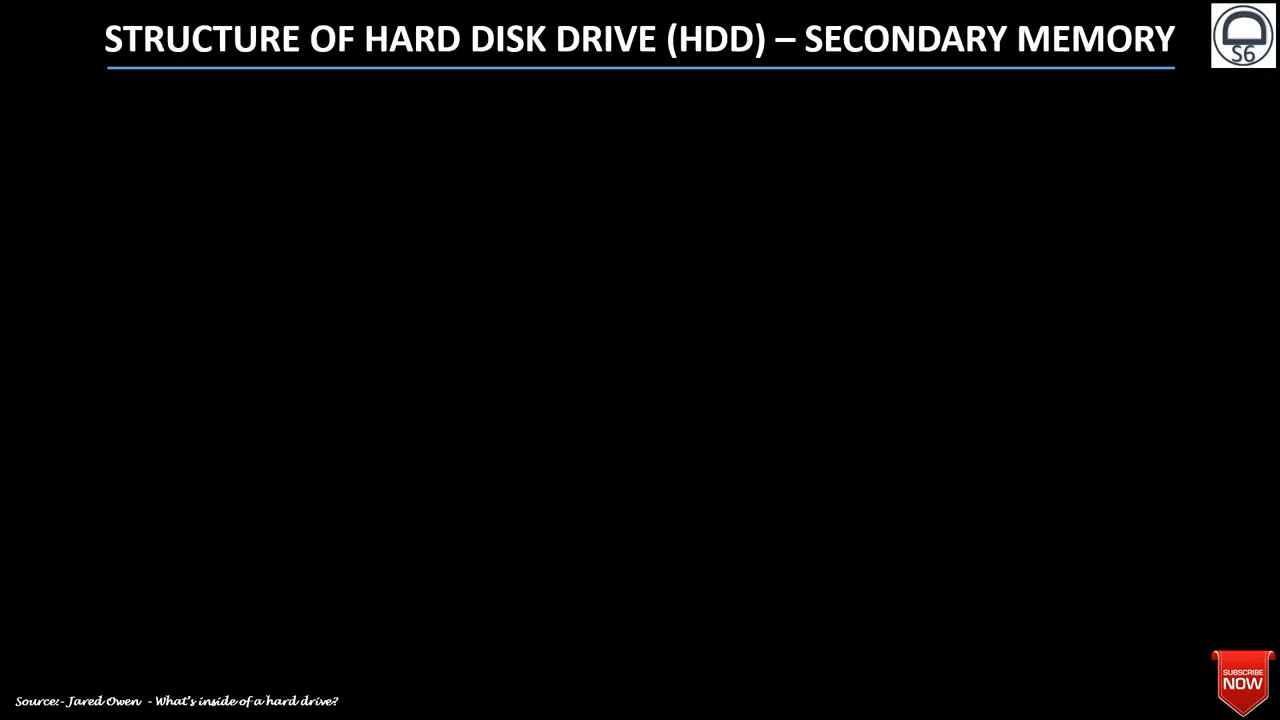 STRUCTURE OF HARD DISK DRIVE (HDD) – SECONDARY MEMORY
S6
SUBSCRIBE
NOW
Source:- Jared Owen - What's inside of a hard drive?